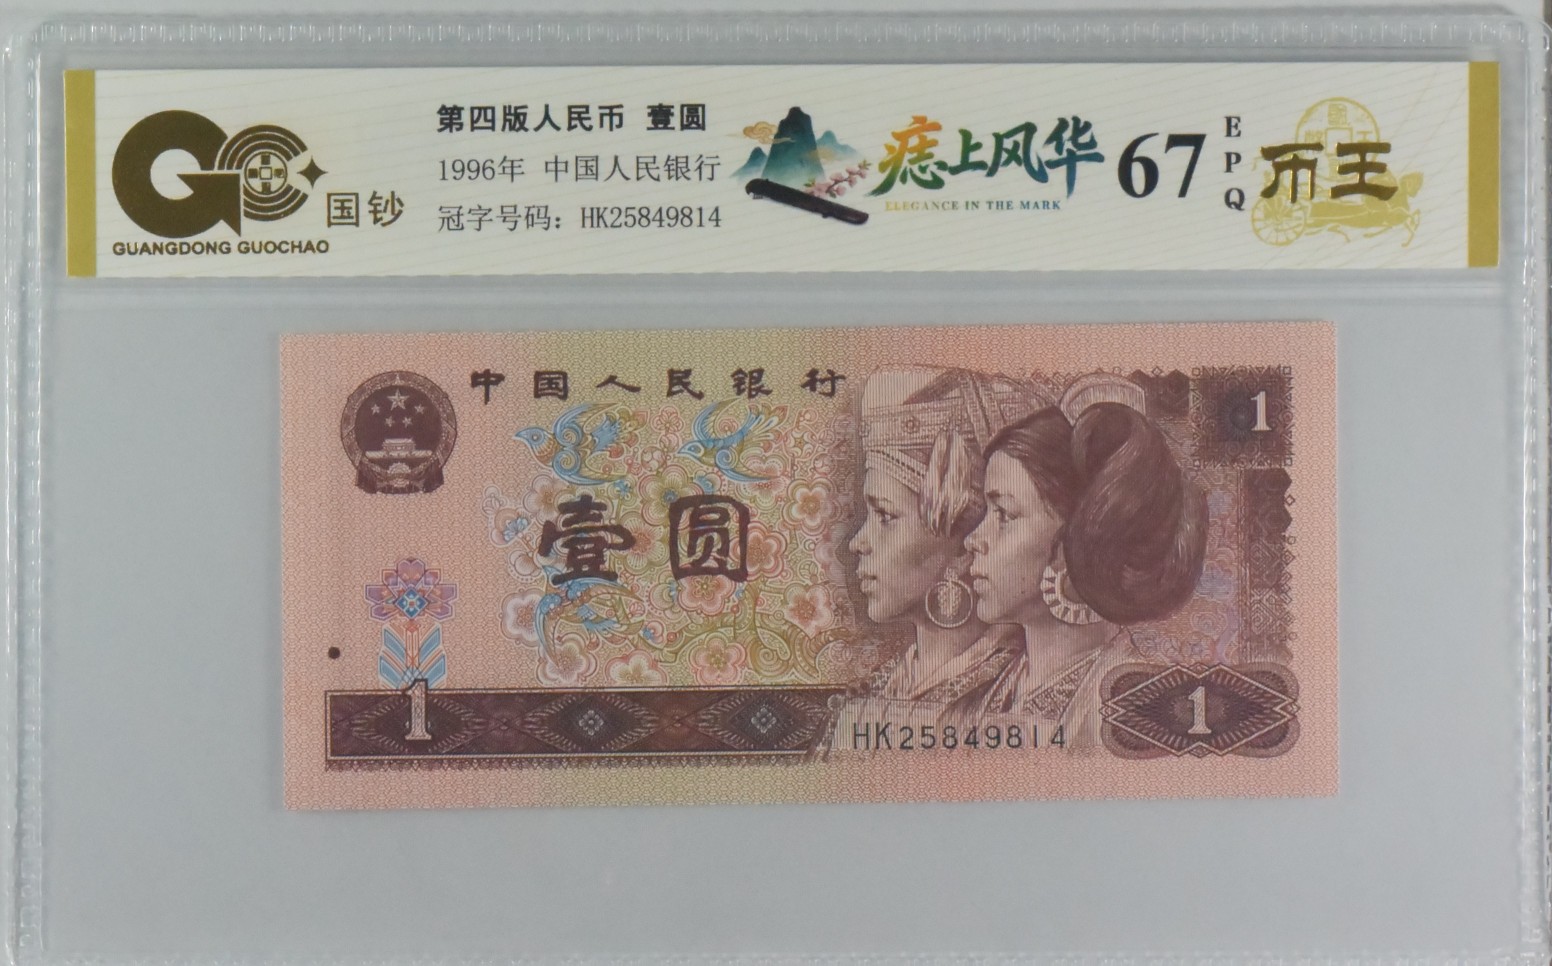 GUANGDONG GUOCHAO
国钞
第四版人民币 壹圆
1996年 中国人民银行
冠字号码：HK25849814
痣上风华
ELEGANCE IN THE MARK
67
EPQ
币王
中国人民银行
1
壹圆
1
HK25849814
1